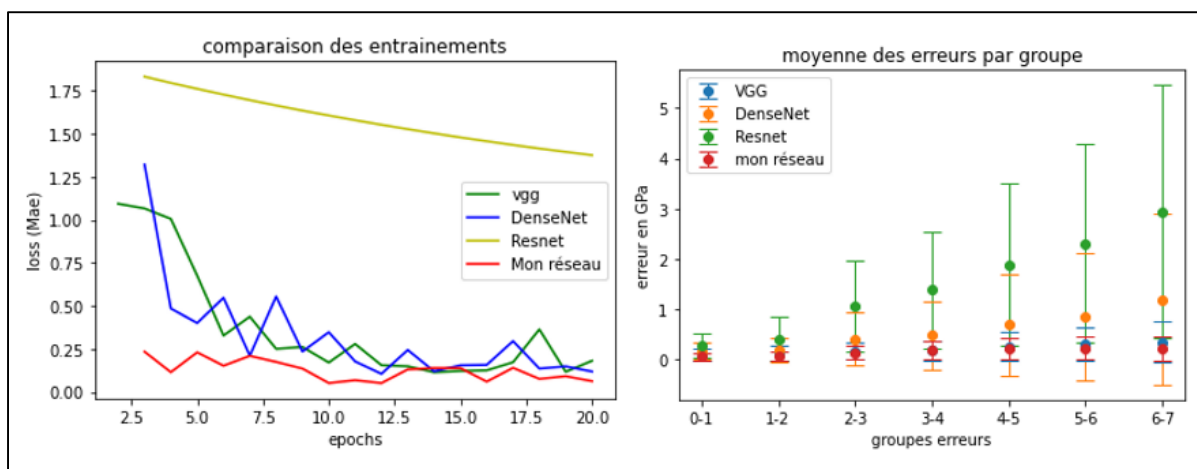 comparaison des entrainements
1.75
1.50
1.25
1.00
0.75
0.50
0.25
0.00
loss (Mae)
vgg
DenseNet
Resnet
Mon réseau
2.5 5.0 7.5 10.0 12.5 15.0 17.5 20.0
epochs
moyenne des erreurs par groupe
VGG
DenseNet
Resnet
mon réseau
5
4
3
2
1
0
erreur en GPa
0-1 1-2 2-3 3-4 4-5 5-6 6-7
groupes erreurs